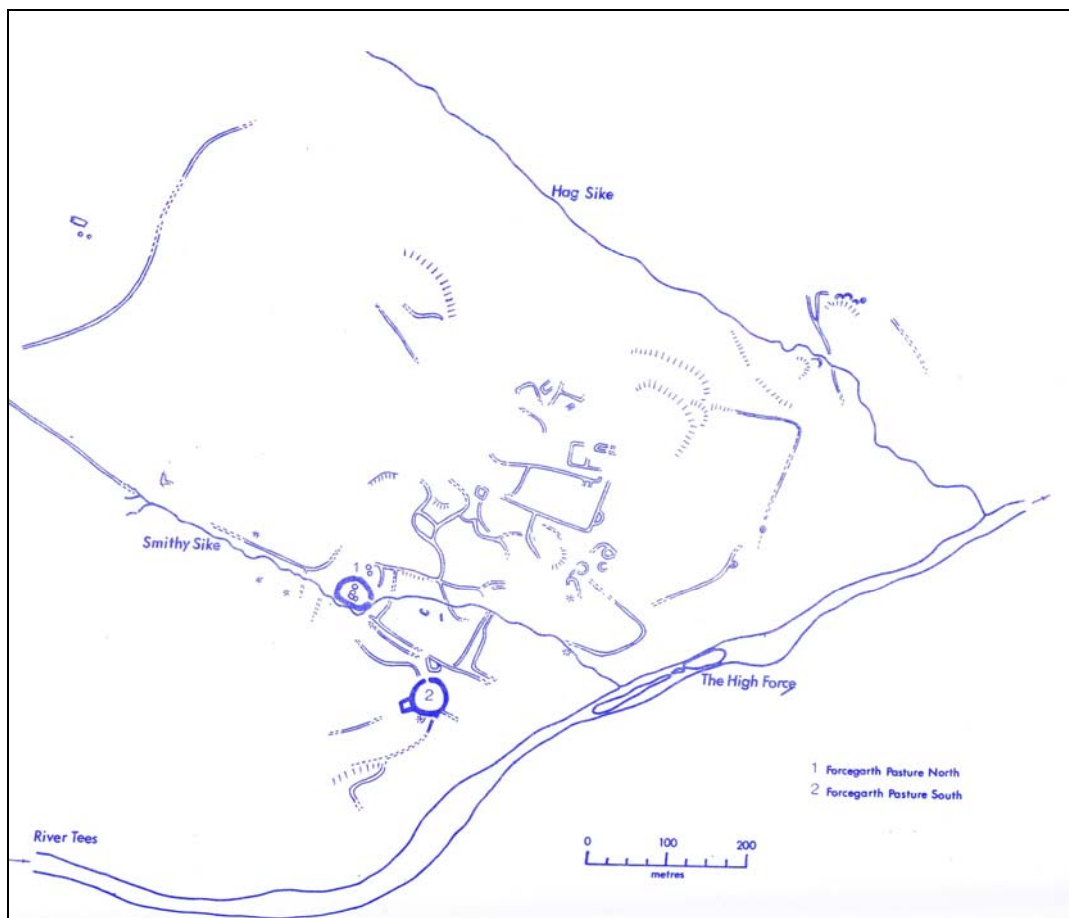 Hag Sike
Smithy Sike
1
2
The High Force
1 Forcegarth Pasture North
2 Forcegarth Pasture South
River Tees
0 100 200
metres